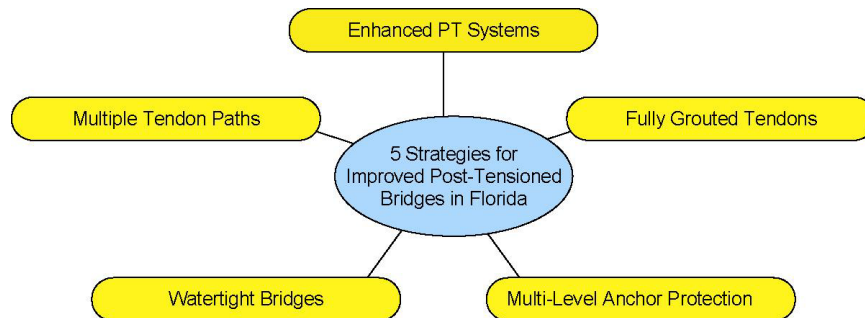 Enhanced PT Systems
Multiple Tendon Paths
Fully Grouted Tendons
5 Strategies for
Improved Post-Tensioned
Bridges in Florida
Watertight Bridges
Multi-Level Anchor Protection